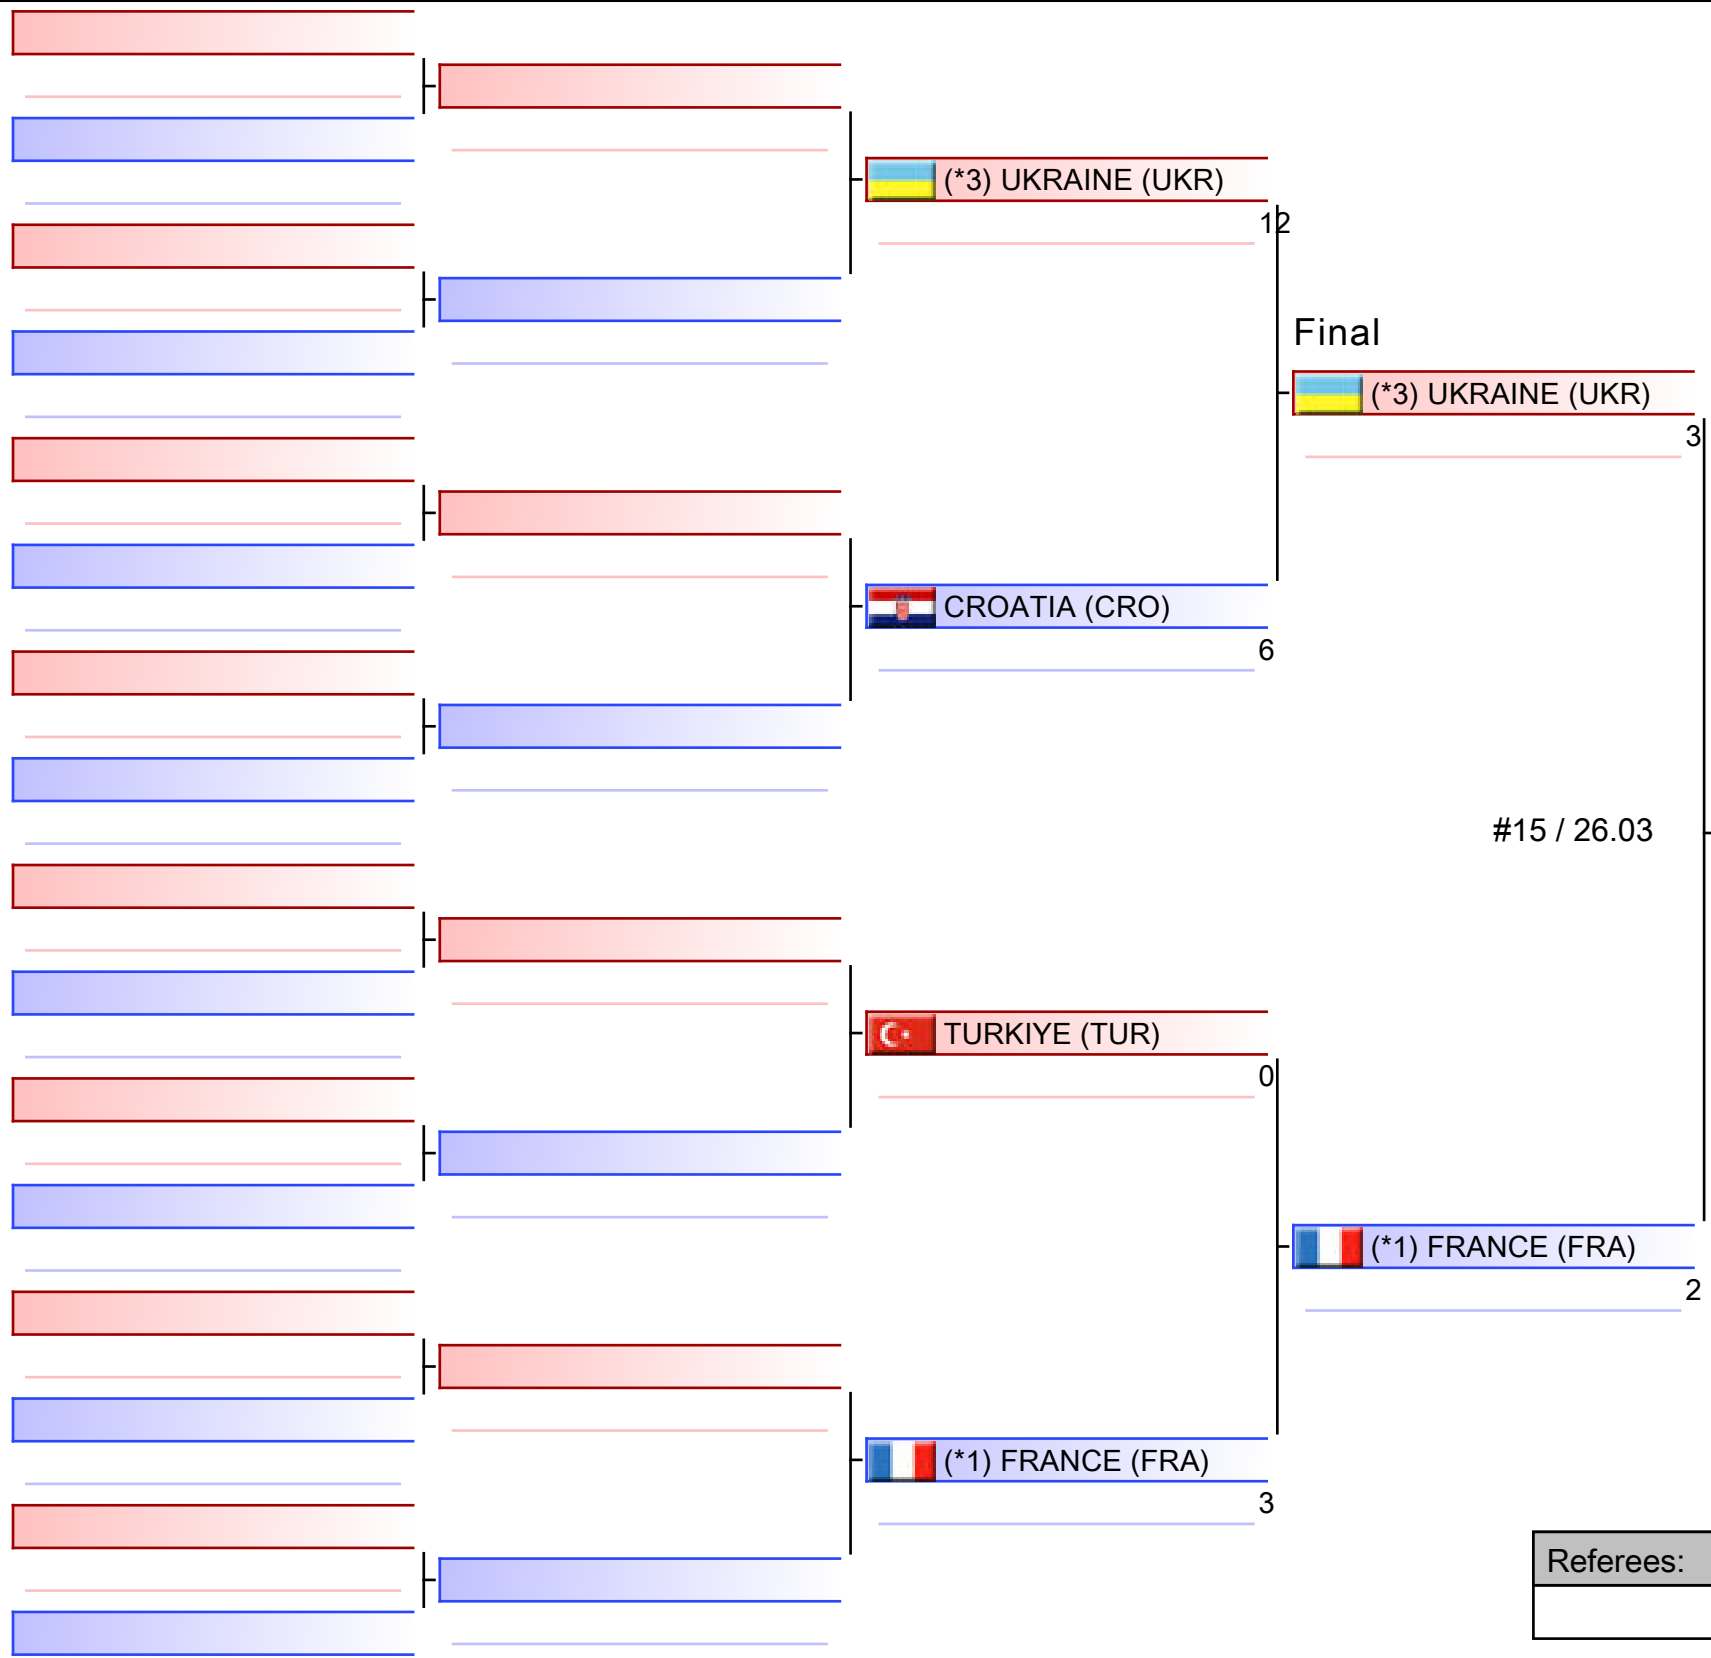 (*3) UKRAINE (UKR)
12
Final
(*3) UKRAINE (UKR)
3
CROATIA (CRO)
6
#15 / 26.03
TURKIYE (TUR)
0
(*1) FRANCE (FRA)
2
(*1) FRANCE (FRA)
3
Referees: